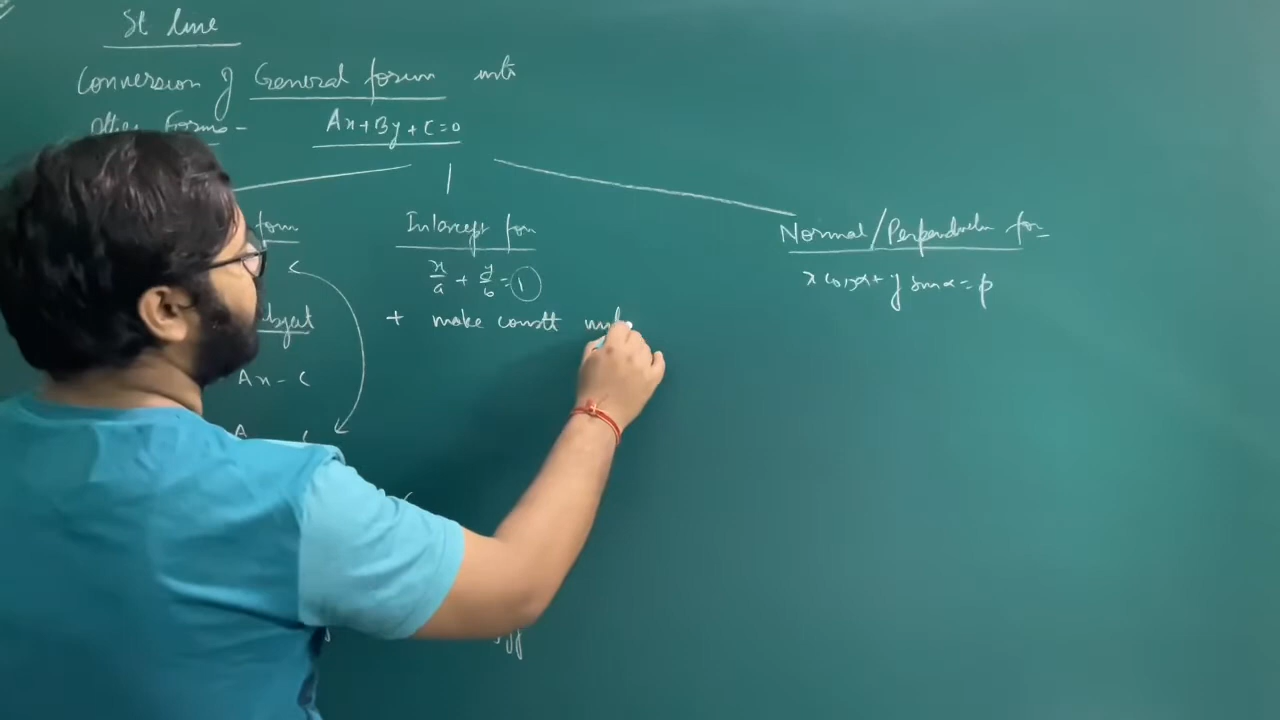 St line
Conversion of General form into
Other Forms -
Ax + By + C = 0
form
Intercept form
Normal/Perpendicular for
x/a + y/b = 1
x cosα + y sinα = p
+ make constt
Ax - C